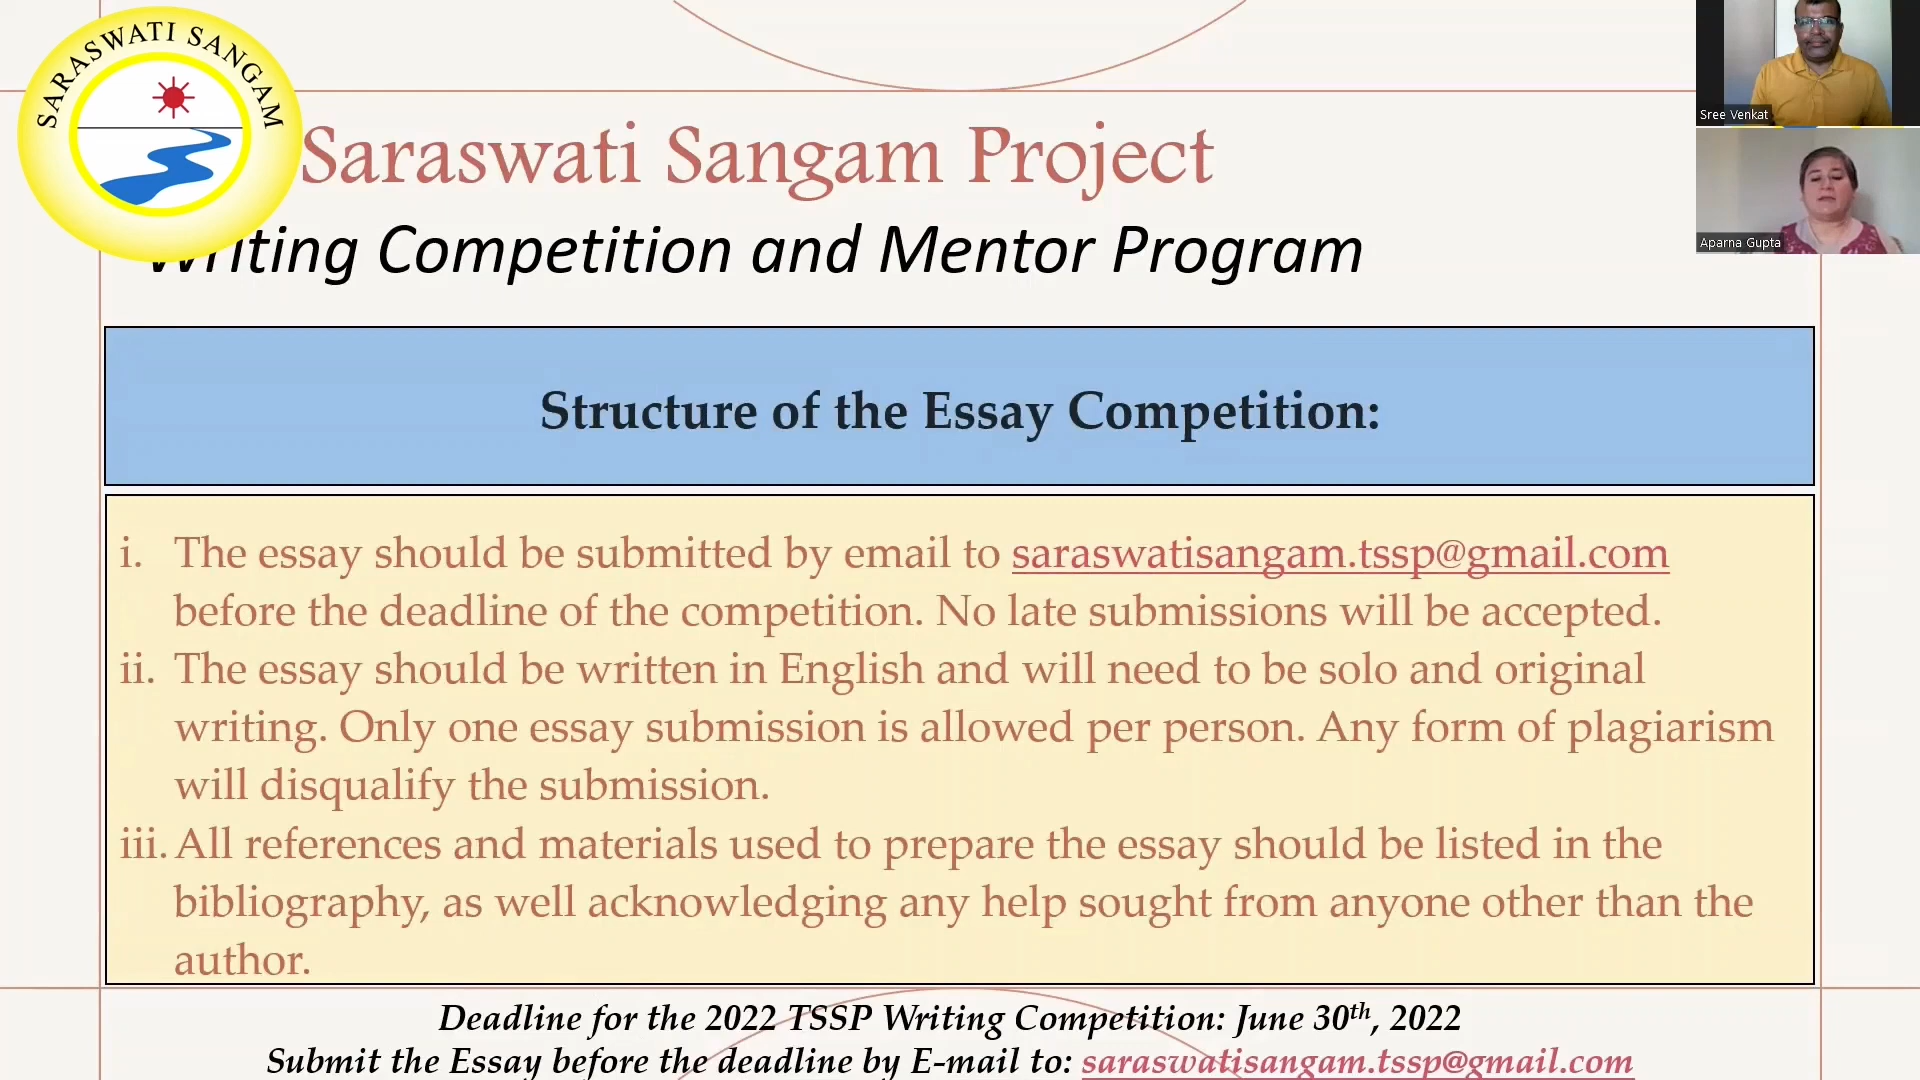 SARASWATI SANGAM
Saraswati Sangam Project
Writing Competition and Mentor Program
Sree Venkat
Aparna Gupta
Structure of the Essay Competition:
i. The essay should be submitted by email to saraswatisangam.tssp@gmail.com
before the deadline of the competition. No late submissions will be accepted.
ii. The essay should be written in English and will need to be solo and original
writing. Only one essay submission is allowed per person. Any form of plagiarism
will disqualify the submission.
iii. All references and materials used to prepare the essay should be listed in the
bibliography, as well acknowledging any help sought from anyone other than the
author.
Deadline for the 2022 TSSP Writing Competition: June 30th, 2022
Submit the Essay before the deadline by E-mail to: saraswatisangam.tssp@gmail.com